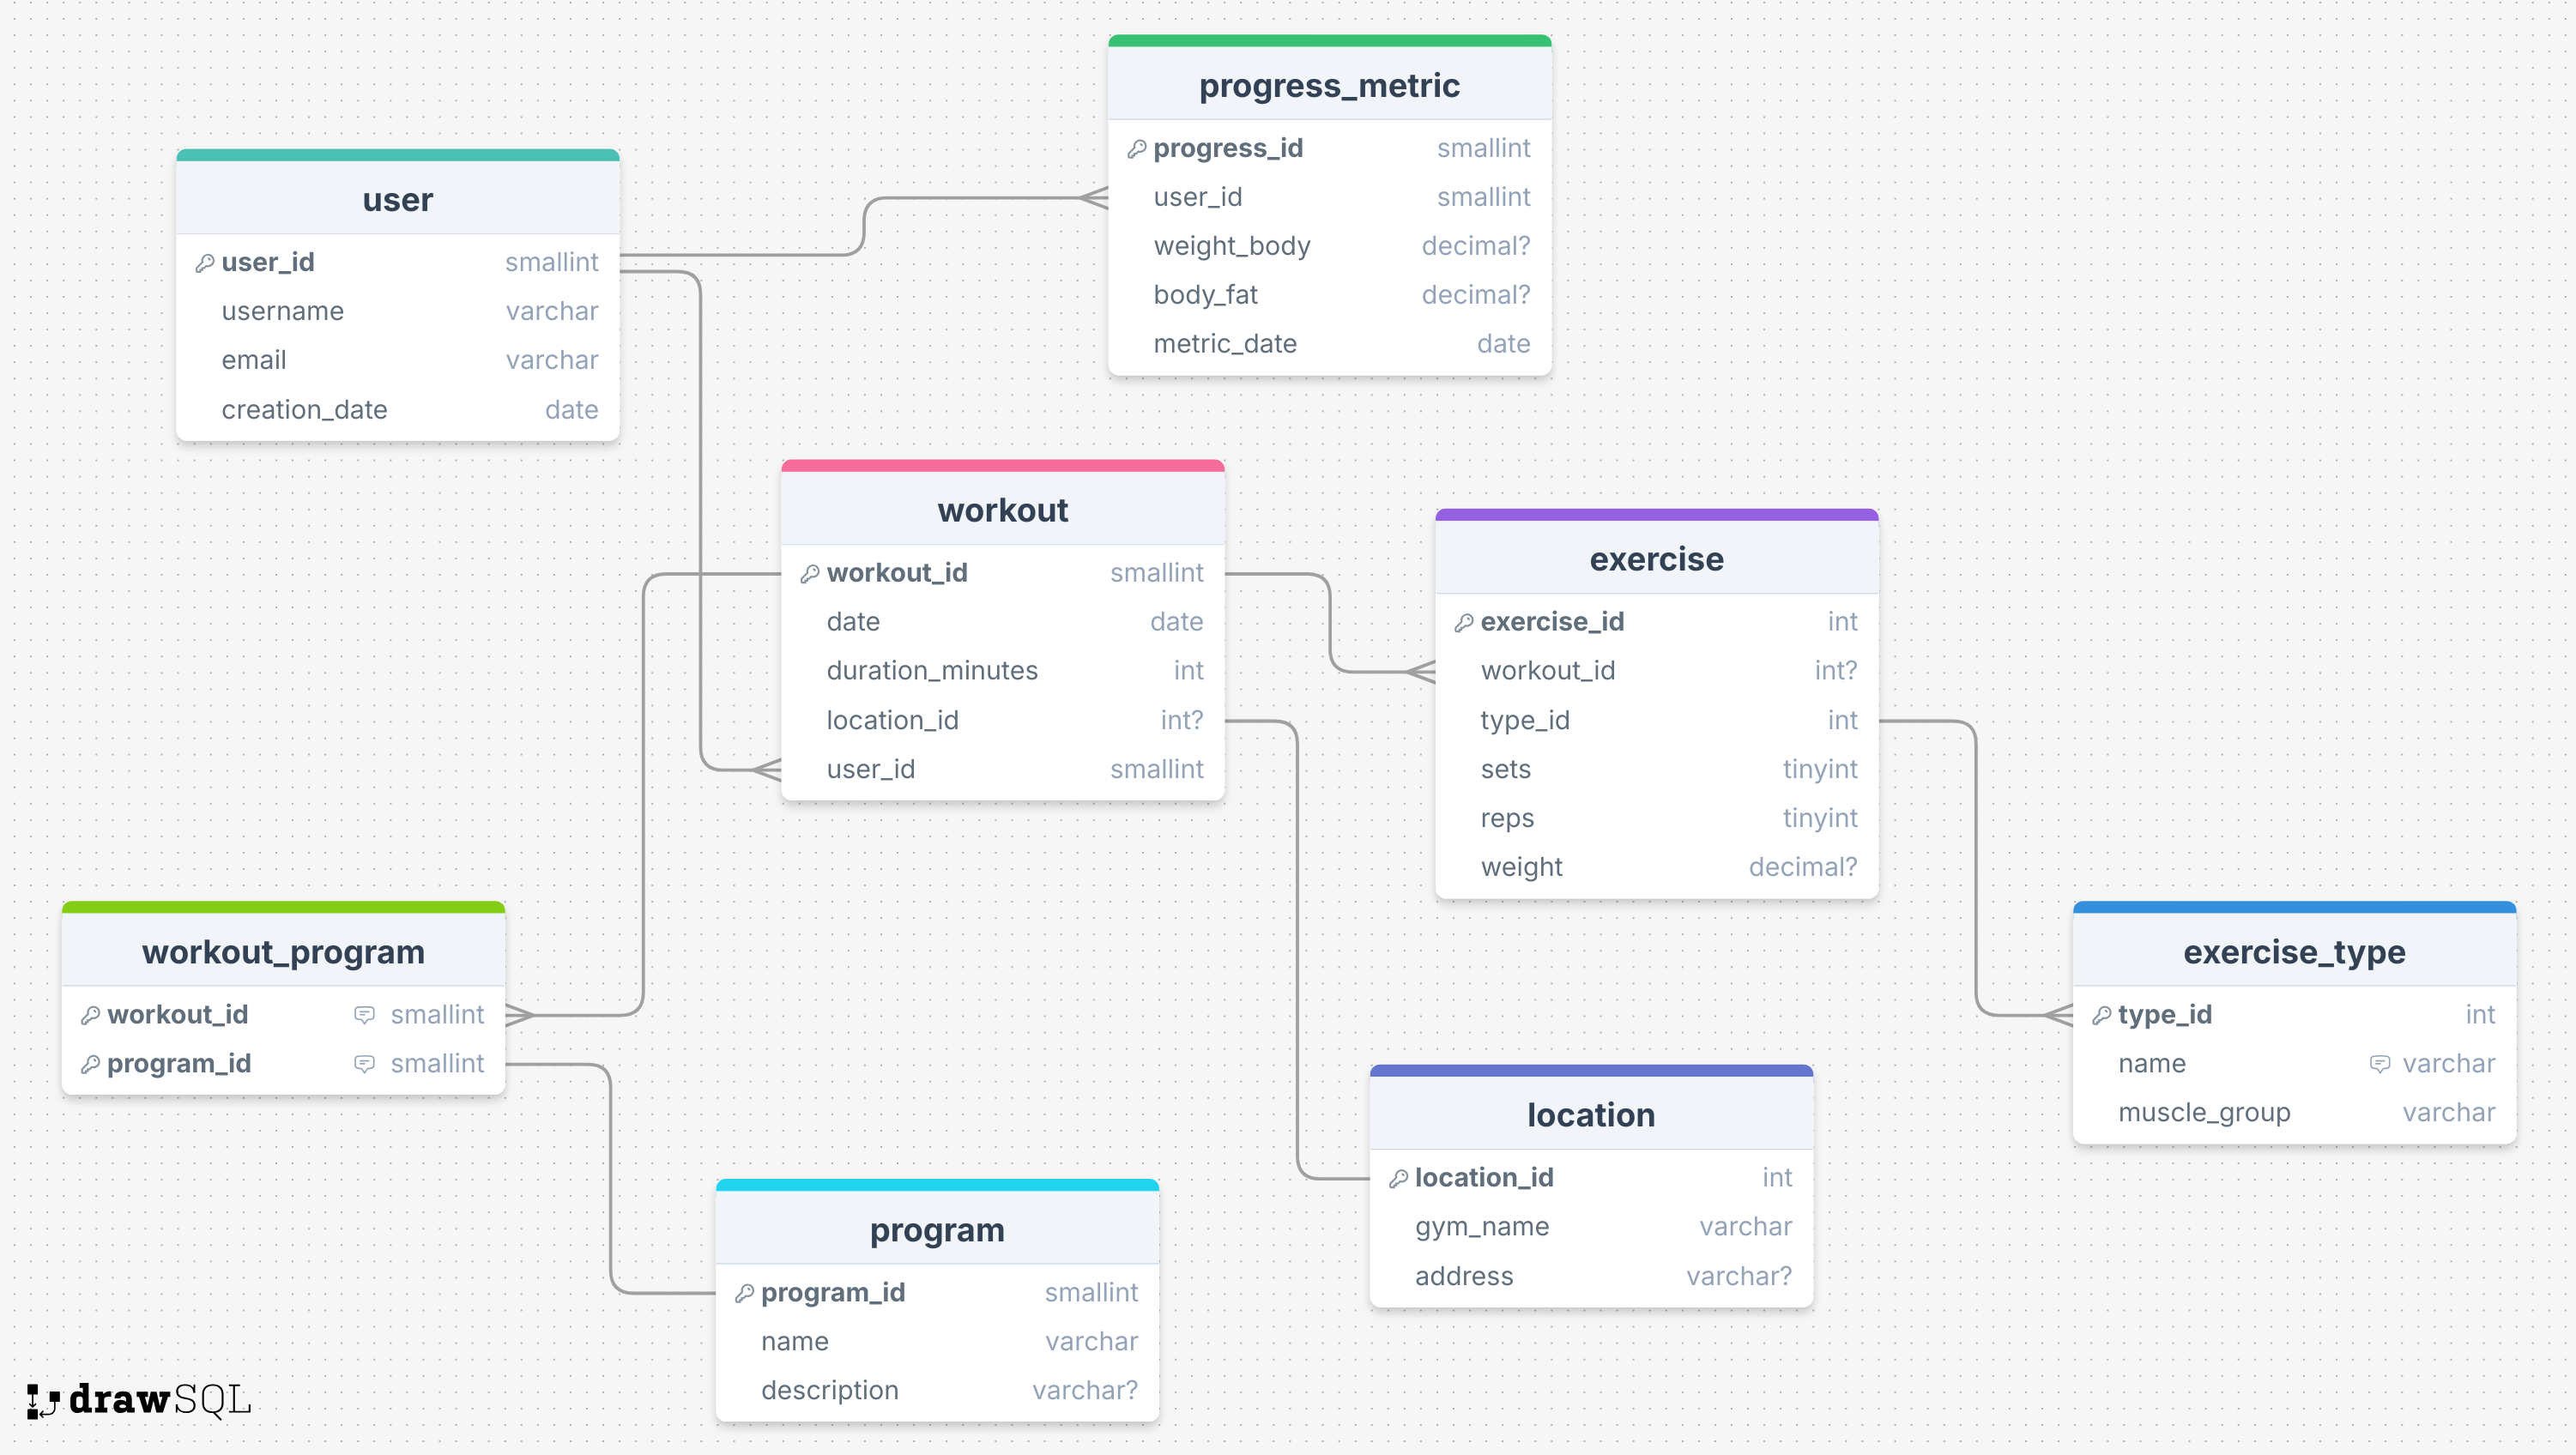 progress_metric
progress_id smallint
user_id smallint
weight_body decimal?
body_fat decimal?
metric_date date
user
user_id smallint
username varchar
email varchar
creation_date date
workout
workout_id smallint
date date
duration_minutes int
location_id int?
user_id smallint
exercise
exercise_id int
workout_id int?
type_id int
sets tinyint
reps tinyint
weight decimal?
workout_program
workout_id smallint
program_id smallint
exercise_type
type_id int
name varchar
muscle_group varchar
location
location_id int
gym_name varchar
address varchar?
program
program_id smallint
name varchar
description varchar?
drawSQL